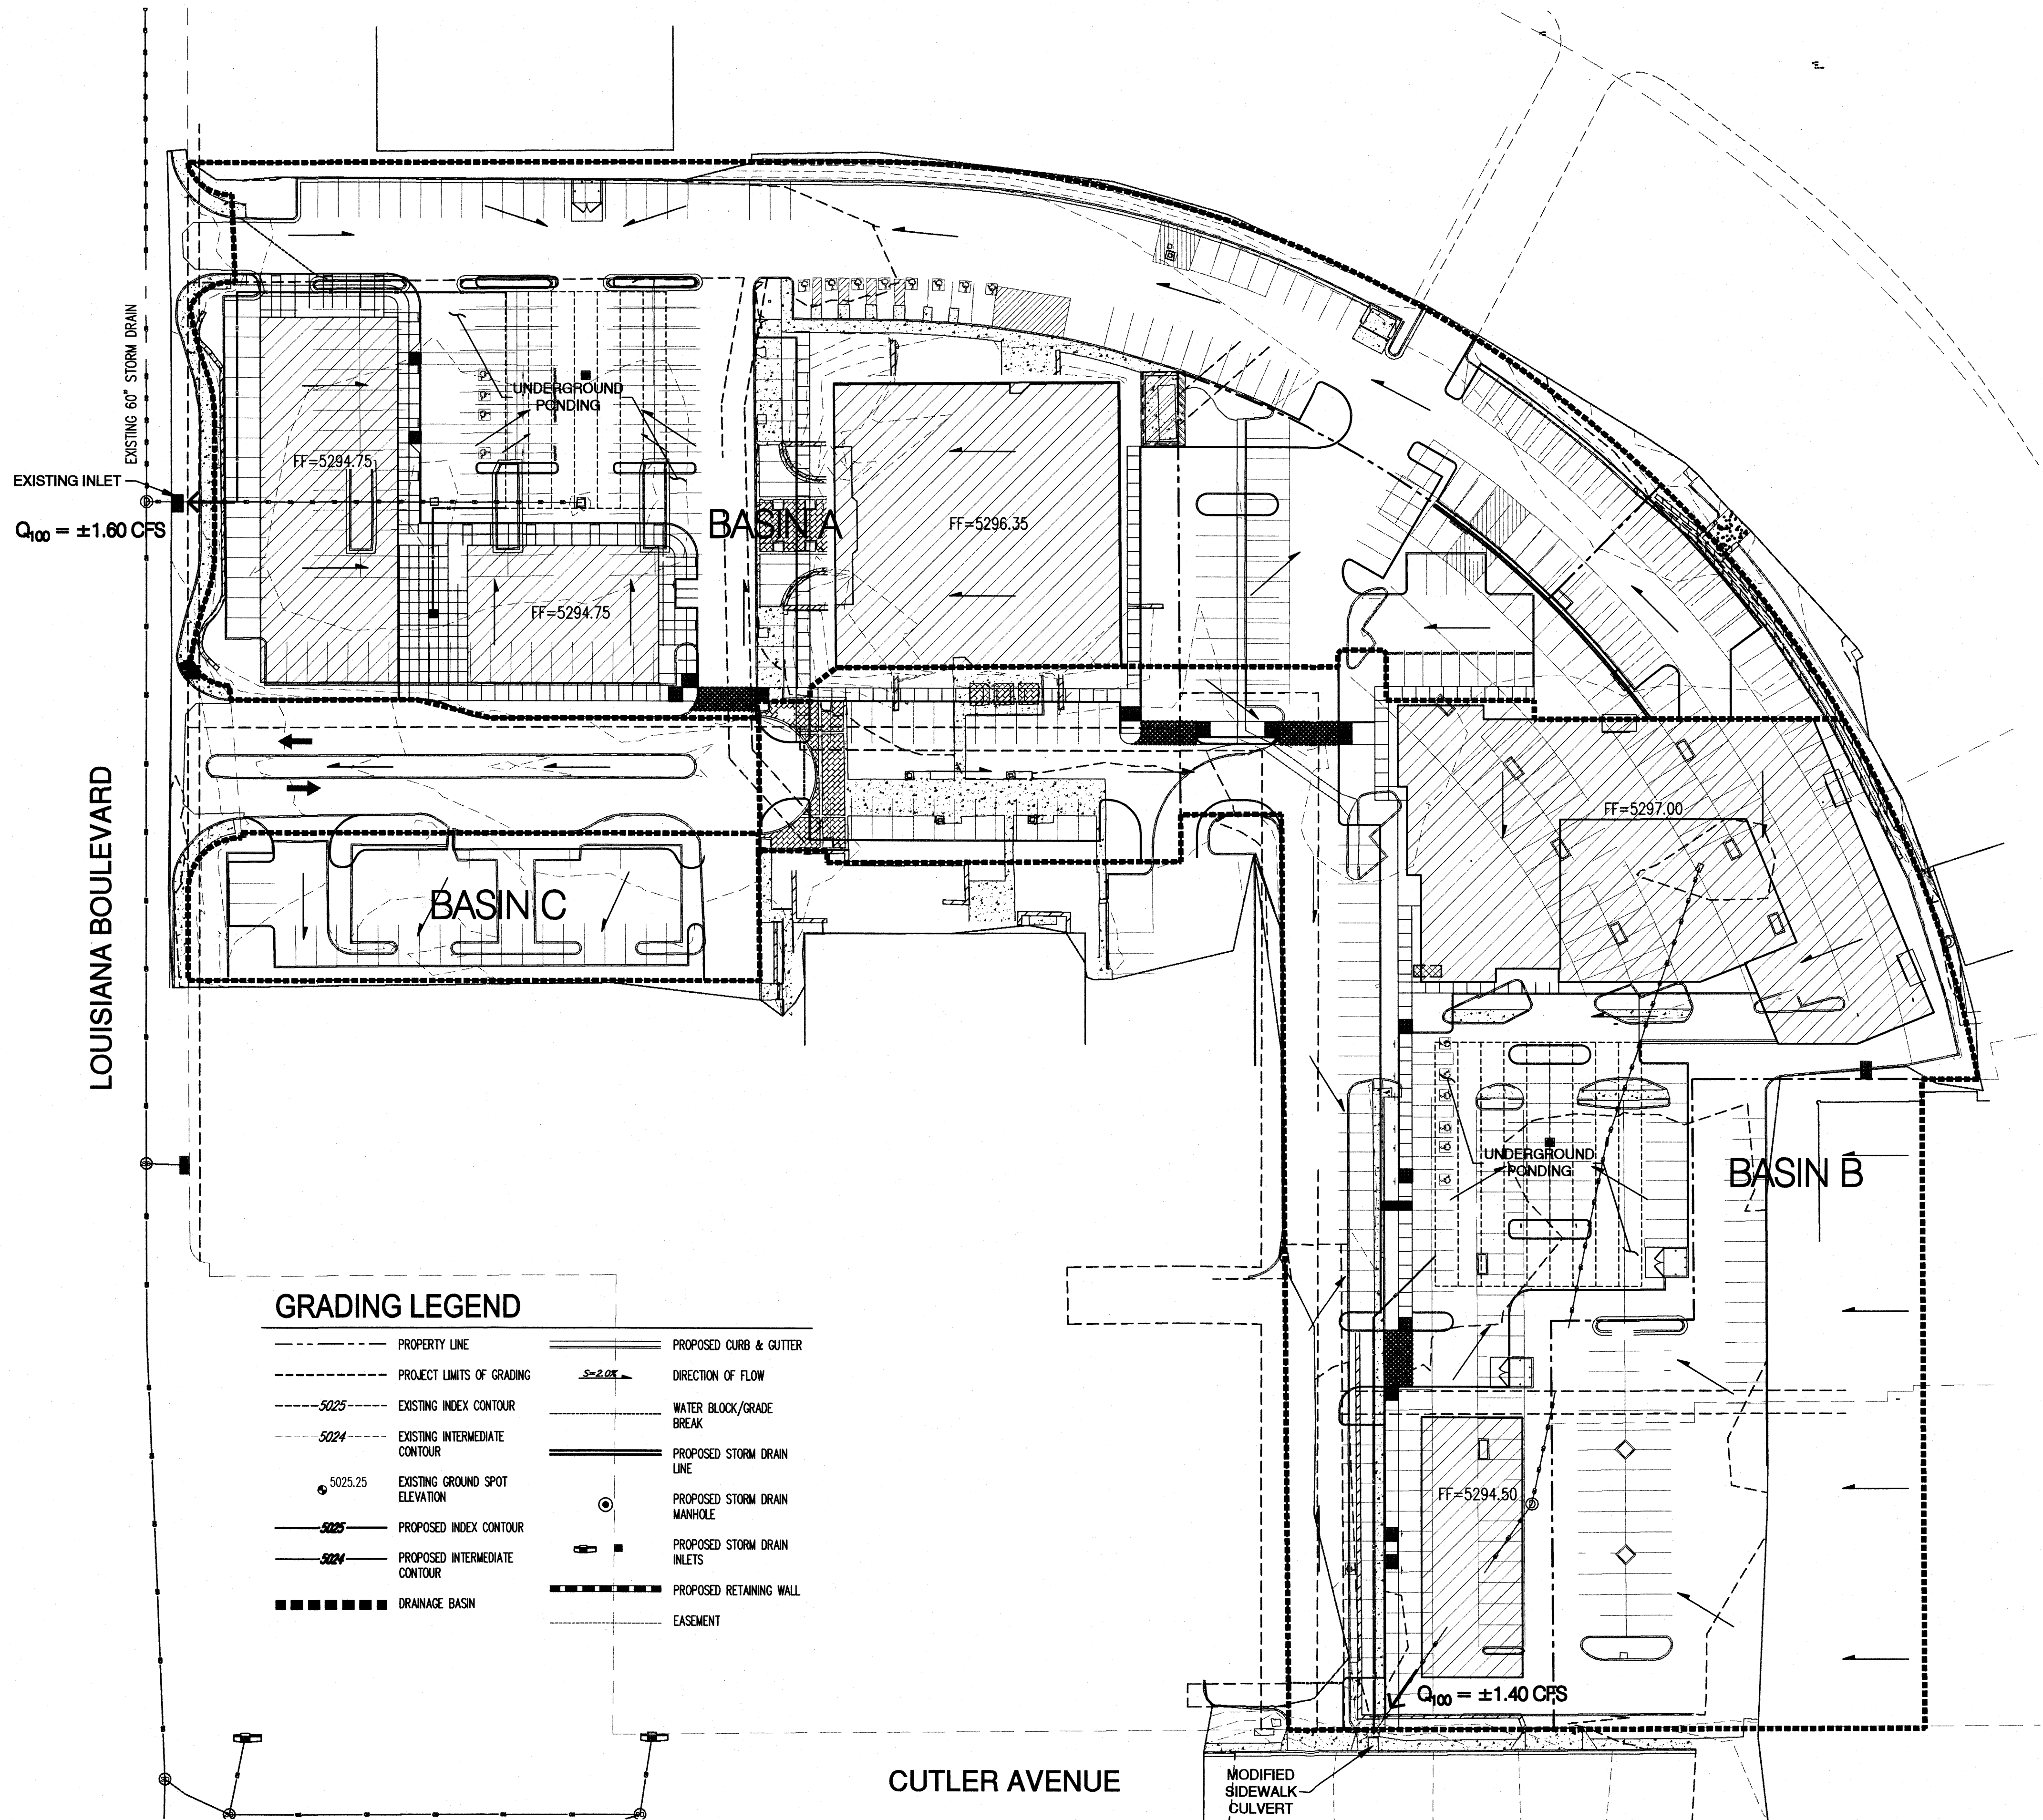 EXISTING 60" STORM DRAIN
EXISTING INLET
Q100 = ±1.60 CFS
FF=5294.75
UNDERGROUND
PONDING
FF=5294.75
BASIN A
FF=5296.35
FF=5297.00
LOUISIANA BOULEVARD
BASIN C
UNDERGROUND
PONDING
BASIN B
FF=5294.50
Q100 = ±1.40 CFS
MODIFIED
SIDEWALK
CULVERT
CUTLER AVENUE
GRADING LEGEND
PROPERTY LINE
PROJECT LIMITS OF GRADING
5025
EXISTING INDEX CONTOUR
5024
EXISTING INTERMEDIATE
CONTOUR
5025.25
EXISTING GROUND SPOT
ELEVATION
5025
PROPOSED INDEX CONTOUR
5024
PROPOSED INTERMEDIATE
CONTOUR
DRAINAGE BASIN
PROPOSED CURB & GUTTER
S=2.0%
DIRECTION OF FLOW
WATER BLOCK/GRADE
BREAK
PROPOSED STORM DRAIN
LINE
PROPOSED STORM DRAIN
MANHOLE
PROPOSED STORM DRAIN
INLETS
PROPOSED RETAINING WALL
EASEMENT